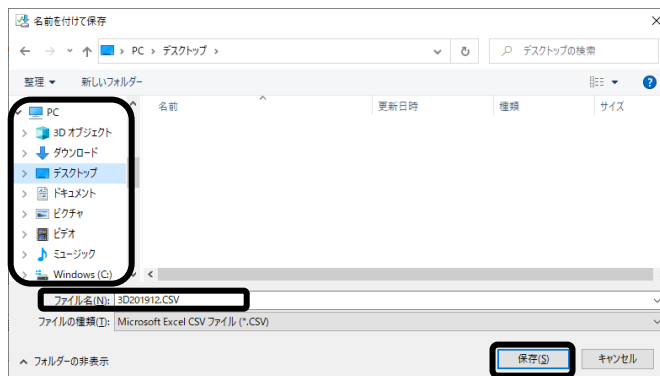 名前を付けて保存
PC › デスクトップ ›
デスクトップの検索
整理 ▼ 新しいフォルダー
名前 更新日時 種類 サイズ
PC
3D オブジェクト
ダウンロード
デスクトップ
ドキュメント
ピクチャ
ビデオ
ミュージック
Windows (C:)
ファイル名(N): 3D201912.CSV
ファイルの種類(T): Microsoft Excel CSV ファイル (*.CSV)
フォルダーの非表示
保存(S) キャンセル